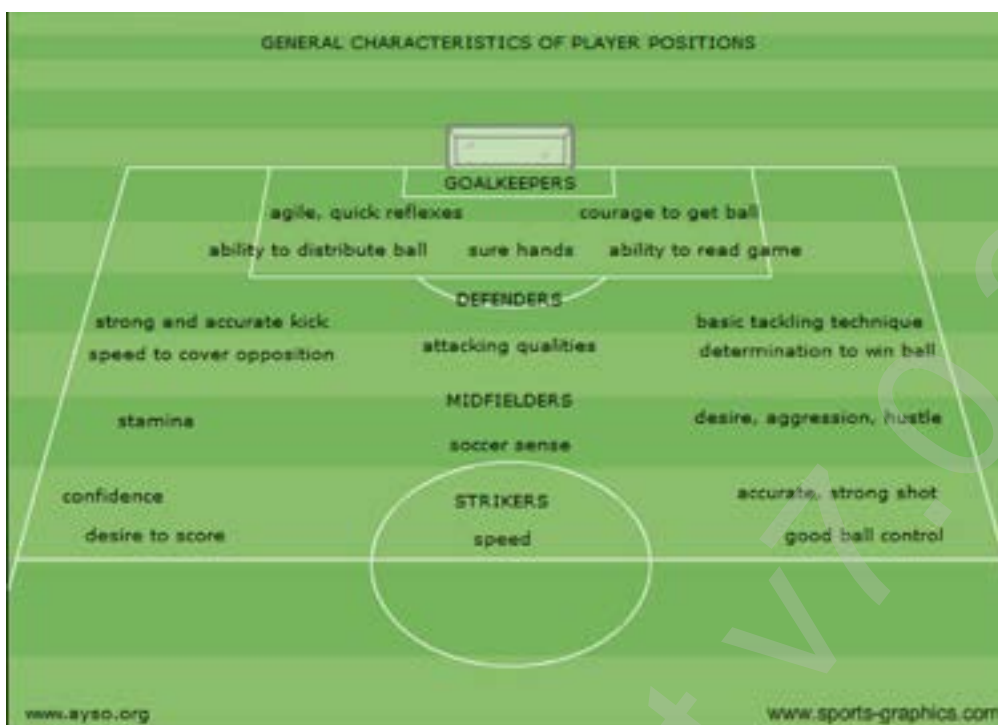 GENERAL CHARACTERISTICS OF PLAYER POSITIONS
GOALKEEPERS
agile, quick reflexes courage to get ball
ability to distribute ball sure hands ability to read game
DEFENDERS
strong and accurate kick basic tackling technique
speed to cover opposition attacking qualities determination to win ball
MIDFIELDERS
stamina desire, aggression, hustle
soccer sense
confidence STRIKERS accurate, strong shot
desire to score speed good ball control
www.ayso.org www.sports-graphics.com